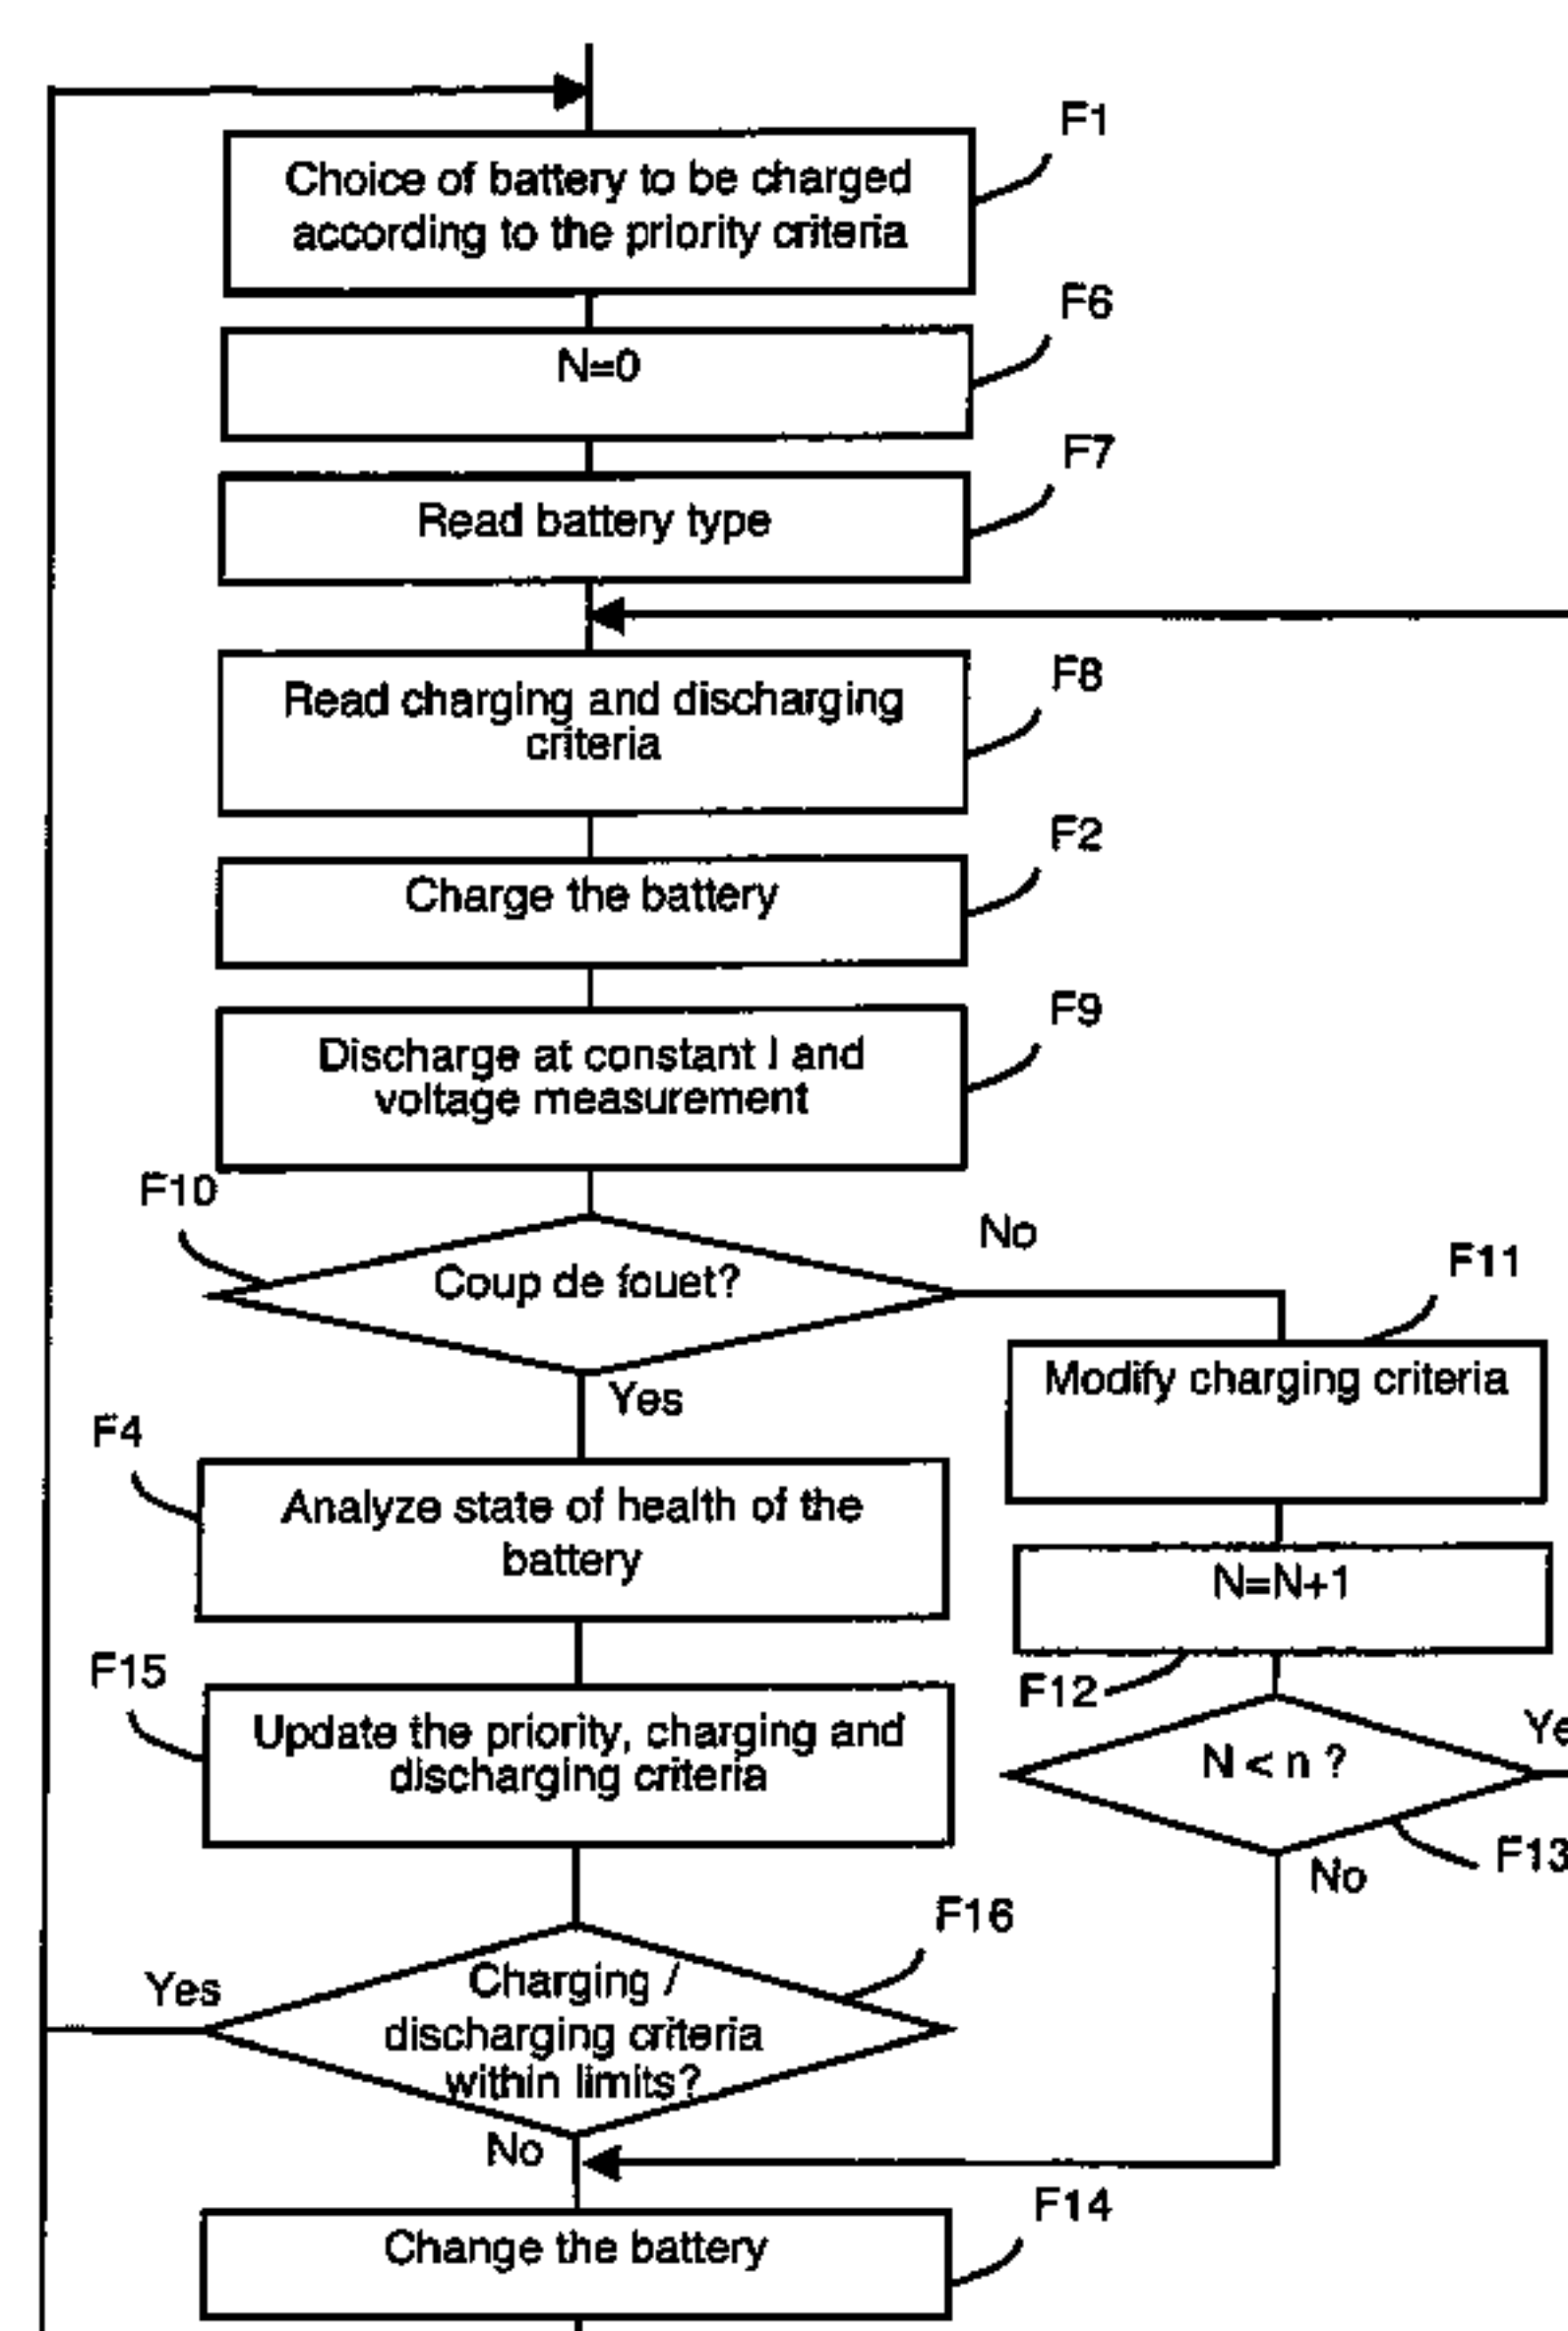 F1
Choice of battery to be charged
according to the priority criteria
F6
N=0
F7
Read battery type
F8
Read charging and discharging
criteria
F2
Charge the battery
F9
Discharge at constant I and
voltage measurement
F10
Coup de fouet?
No
F11
Modify charging criteria
Yes
F4
Analyze state of health of the
battery
N=N+1
F12
F15
Update the priority, charging and
discharging criteria
N < n ?
Ye
F13
No
F16
Charging /
discharging criteria
within limits?
Yes
No
F14
Change the battery